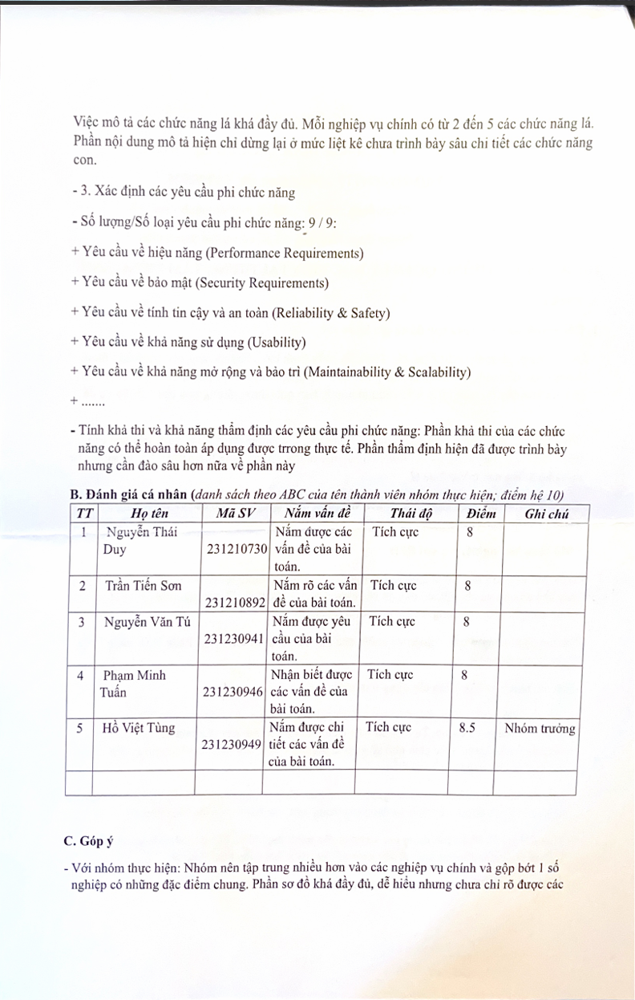 Việc mô tả các chức năng lá khá đầy đủ. Mỗi nghiệp vụ chính có từ 2 đến 5 các chức năng lá.
Phần nội dung mô tả hiện chỉ dừng lại ở mức liệt kê chưa trình bày sâu chi tiết các chức năng
con.
- 3. Xác định các yêu cầu phi chức năng
- Số lượng/Số loại yêu cầu phi chức năng: 9 / 9:
+ Yêu cầu về hiệu năng (Performance Requirements)
+ Yêu cầu về bảo mật (Security Requirements)
+ Yêu cầu về tính tin cậy và an toàn (Reliability & Safety)
+ Yêu cầu về khả năng sử dụng (Usability)
+ Yêu cầu về khả năng mở rộng và bảo trì (Maintainability & Scalability)
+ .......
- Tính khả thi và khả năng thẩm định các yêu cầu phi chức năng: Phần khả thi của các chức
năng có thể hoàn toàn áp dụng được trrong thực tế. Phần thẩm định hiện đã được trình bày
nhưng cần đào sâu hơn nữa về phần này
B. Đánh giá cá nhân (danh sách theo ABC của tên thành viên nhóm thực hiện; điểm hệ 10)
TT Họ tên Mã SV Nắm vấn đề Thái độ Điểm Ghi chú
1 Nguyễn Thái Nắm được các Tích cực 8
Duy 231210730 vấn đề của bài
toán.
2 Trần Tiến Sơn Nắm rõ các vấn Tích cực 8
231210892 đề của bài toán.
3 Nguyễn Văn Tú Nắm được yêu Tích cực 8
231230941 cầu của bài
toán.
4 Phạm Minh Nhận biết được Tích cực 8
Tuấn 231230946 các vấn đề của
bài toán.
5 Hồ Việt Tùng Nắm được chi Tích cực 8.5 Nhóm trưởng
231230949 tiết các vấn đề
của bài toán.
C. Góp ý
- Với nhóm thực hiện: Nhóm nên tập trung nhiều hơn vào các nghiệp vụ chính và gộp bớt 1 số
nghiệp có những đặc điểm chung. Phần sơ đồ khá đầy đủ, dễ hiểu nhưng chưa chỉ rõ được các